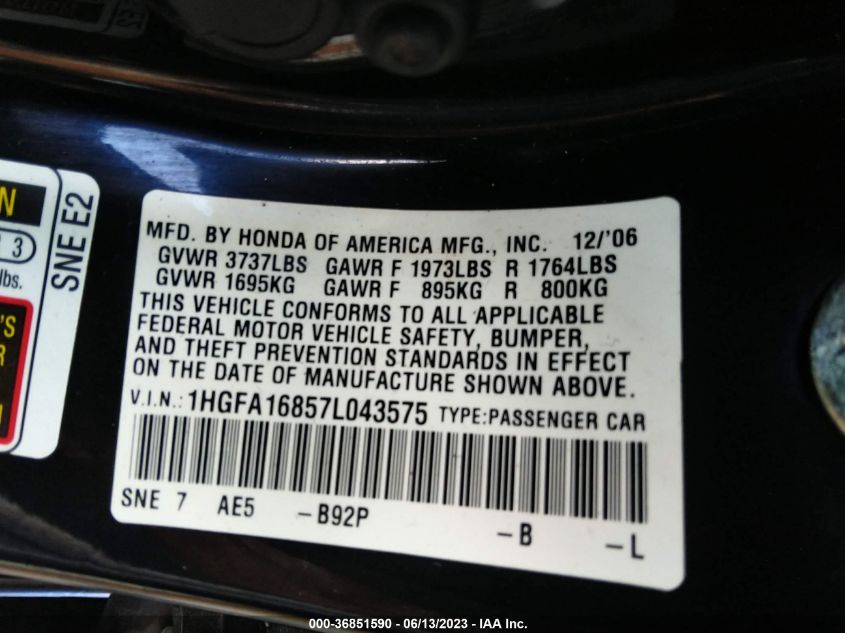 N
3
lbs.
'S
R
SNE E2
MFD. BY HONDA OF AMERICA MFG., INC. 12/'06
GVWR 3737LBS GAWR F 1973LBS R 1764LBS
GVWR 1695KG GAWR F 895KG R 800KG
THIS VEHICLE CONFORMS TO ALL APPLICABLE
FEDERAL MOTOR VEHICLE SAFETY, BUMPER,
AND THEFT PREVENTION STANDARDS IN EFFECT
ON THE DATE OF MANUFACTURE SHOWN ABOVE.
V.I.N.: 1HGFA16857L043575 TYPE:PASSENGER CAR
SNE 7 AE5 -B92P -B -L
000-36851590 - 06/13/2023 - IAA Inc.